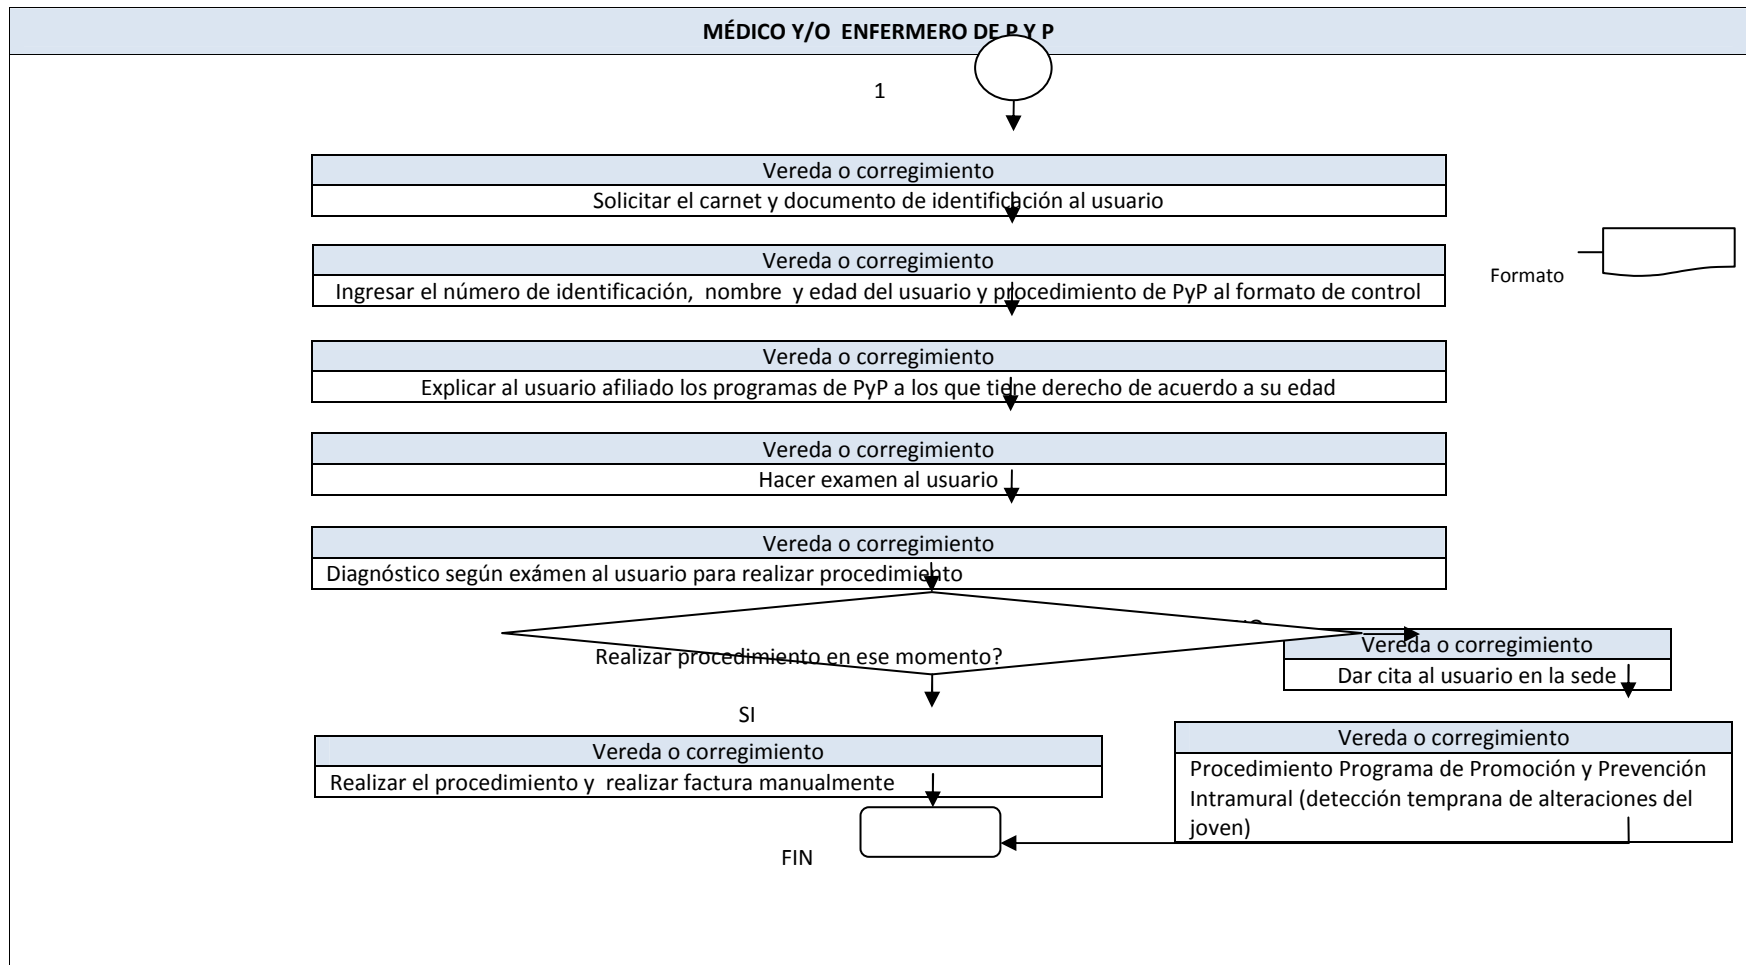 MÉDICO Y/O  ENFERMERO DE P Y P
1
Vereda o corregimiento
Solicitar el carnet y documento de identificación al usuario
Vereda o corregimiento
Ingresar el número de identificación,  nombre  y edad del usuario y procedimiento de PyP al formato de control
Formato
Vereda o corregimiento
Explicar al usuario afiliado los programas de PyP a los que tiene derecho de acuerdo a su edad
Vereda o corregimiento
Hacer examen al usuario
Vereda o corregimiento
Diagnóstico según exámen al usuario para realizar procedimiento
Realizar procedimiento en ese momento?
Vereda o corregimiento
Dar cita al usuario en la sede
SI
Vereda o corregimiento
Realizar el procedimiento y  realizar factura manualmente
Vereda o corregimiento
Procedimiento Programa de Promoción y Prevención
Intramural (detección temprana de alteraciones del
joven)
FIN